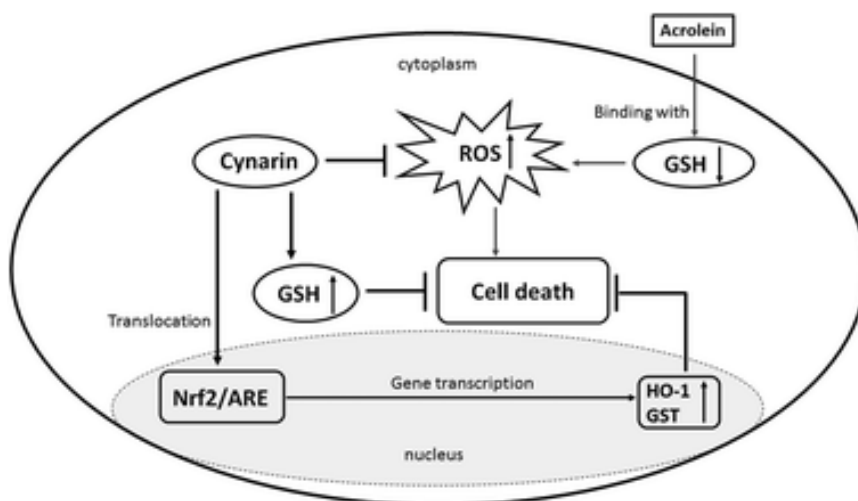 Acrolein
cytoplasm
Binding with
Cynarin
ROS
GSH
GSH
Cell death
Translocation
Nrf2/ARE
Gene transcription
HO-1
GST
nucleus